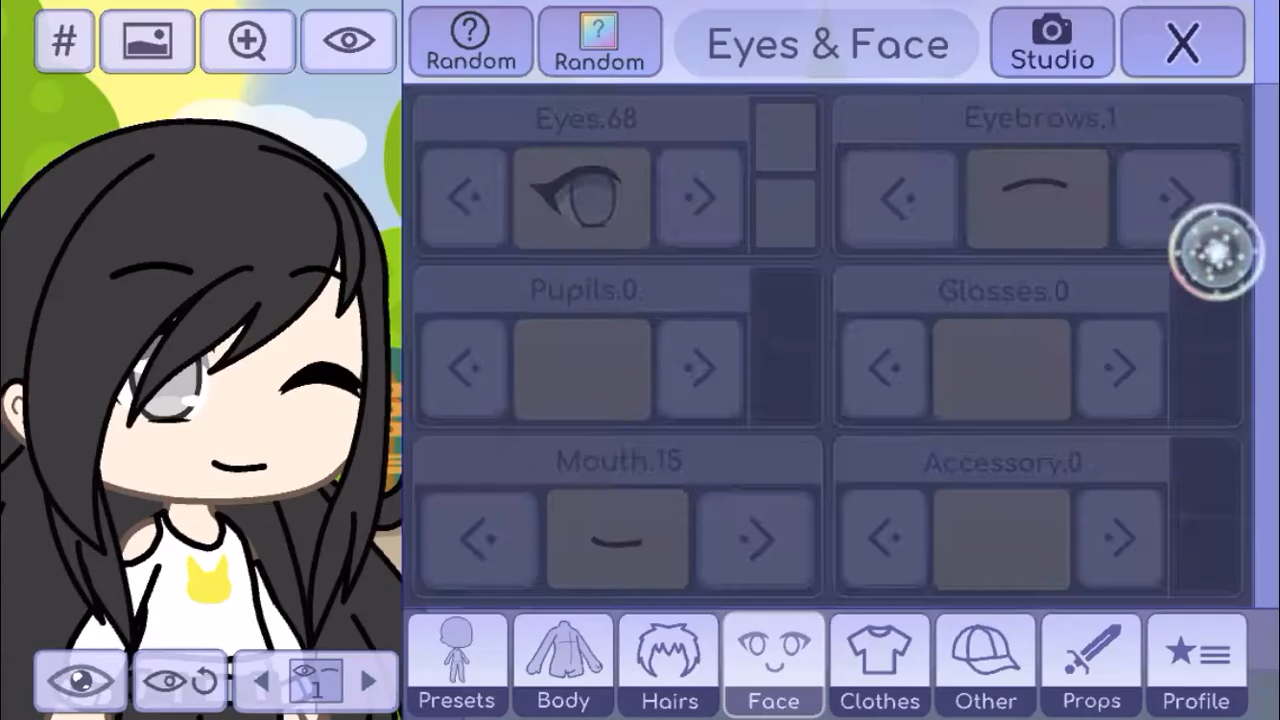 #
? Random
? Random
Eyes & Face
Studio
X
Eyes.68
Eyebrows.1
Pupils.0
Glasses.0
Mouth.15
Accessory.0
1
Presets
Body
Hairs
Face
Clothes
Other
Props
Profile